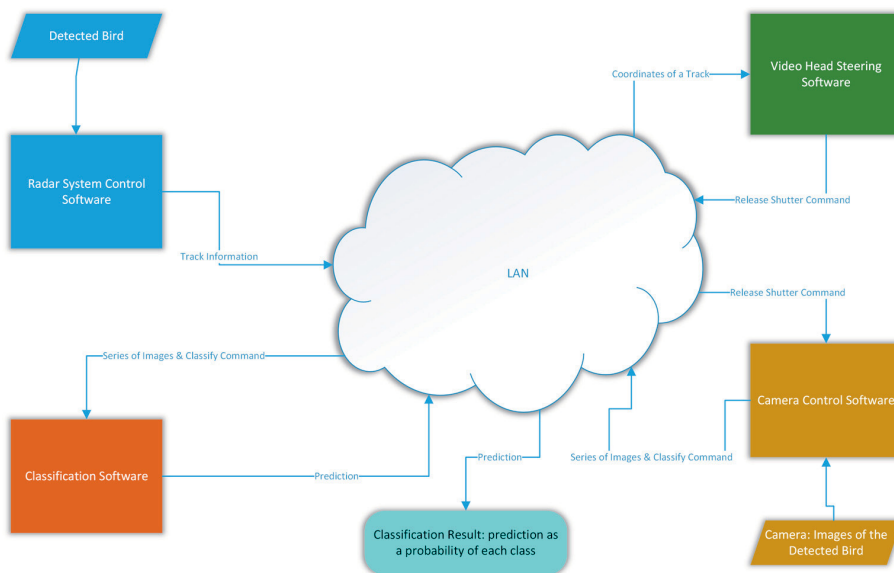 Detected Bird
Coordinates of a Track
Video Head Steering
Software
Radar System Control
Software
Release Shutter Command
Track Information
LAN
Release Shutter Command
Series of Images & Classify Command
Camera Control Software
Classification Software
Prediction
Prediction
Series of Images & Classify Command
Classification Result: prediction as
a probability of each class
Camera: Images of the
Detected Bird